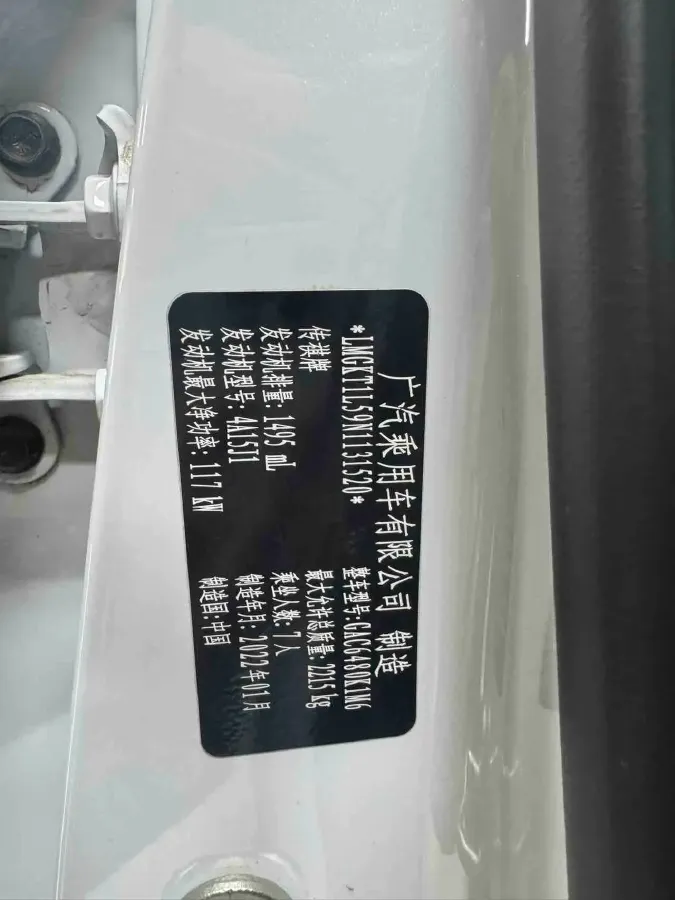 广汽乘用车有限公司 制造
*LMGKT1L59N1131520* 整车型号:GAC6480K1N6
传祺牌 最大允许总质量: 2215 kg
发动机排量: 1495 mL 乘坐人数: 7人
发动机型号: 4A15J1 制造年月: 2022年01月
发动机最大净功率: 117 kW 制造国: 中国